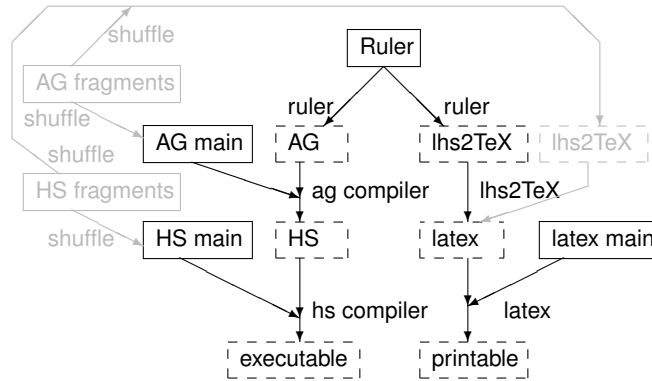 shuffle
Ruler
AG fragments
ruler
ruler
shuffle
AG main
AG
lhs2TeX
lhs2TeX
shuffle
HS fragments
ag compiler
lhs2TeX
shuffle
HS main
HS
latex
latex main
hs compiler
latex
executable
printable